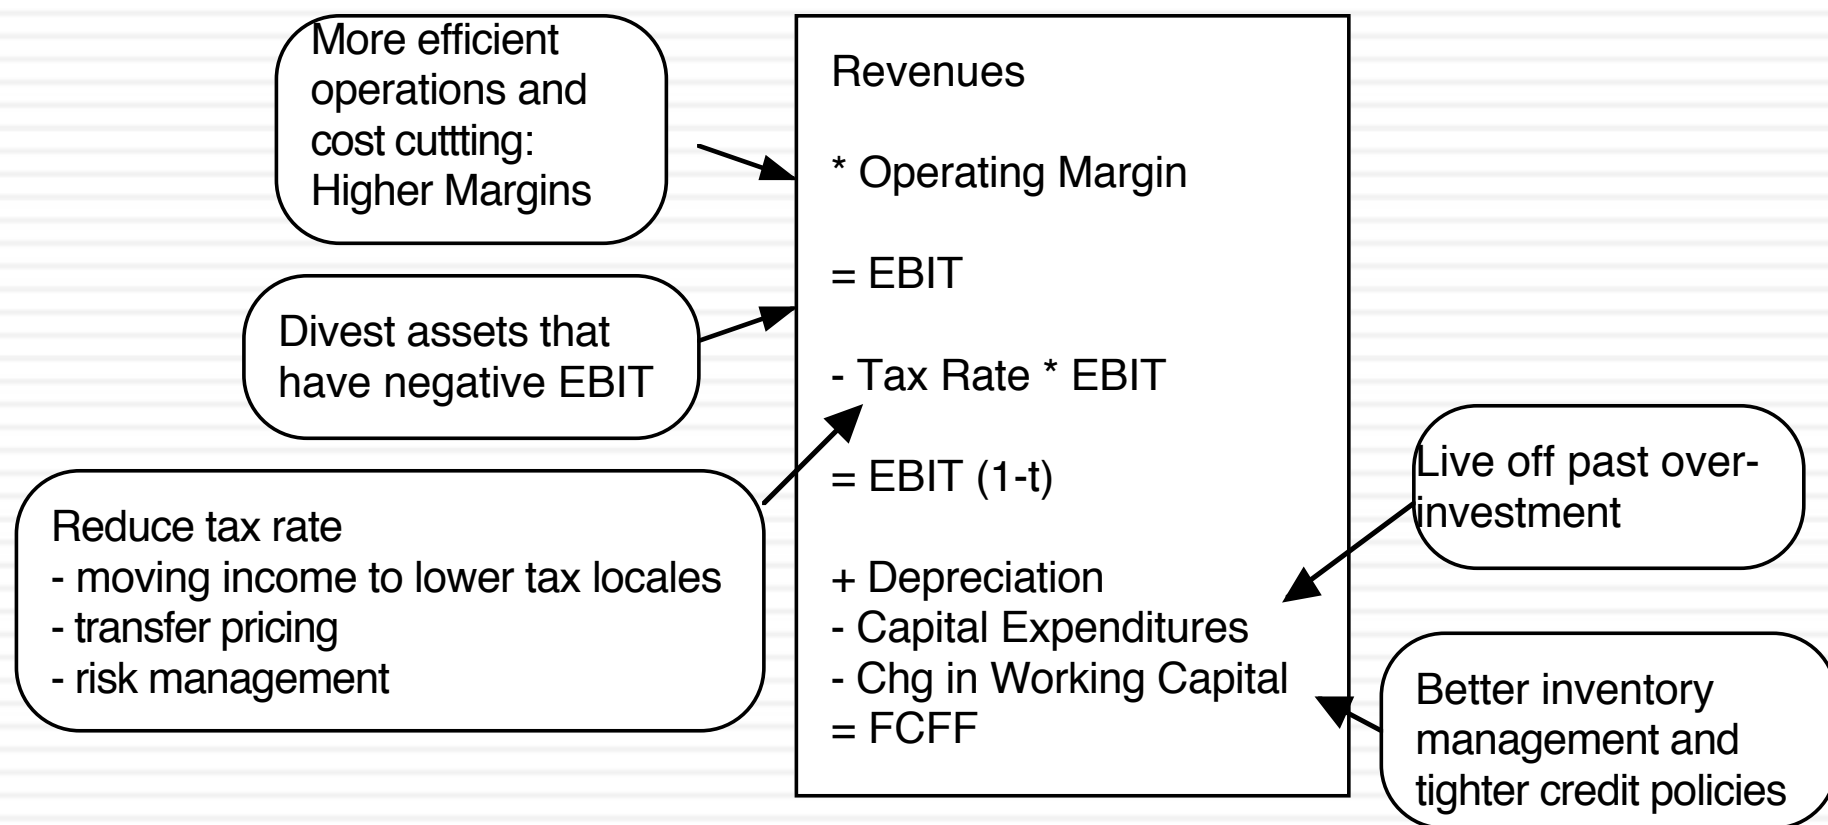 More efficient
operations and
cost cuttting:
Higher Margins
Divest assets that
have negative EBIT
Reduce tax rate
- moving income to lower tax locales
- transfer pricing
- risk management
Revenues
* Operating Margin
= EBIT
- Tax Rate * EBIT
= EBIT (1-t)
+ Depreciation
- Capital Expenditures
- Chg in Working Capital
= FCFF
Live off past over-
investment
Better inventory
management and
tighter credit policies